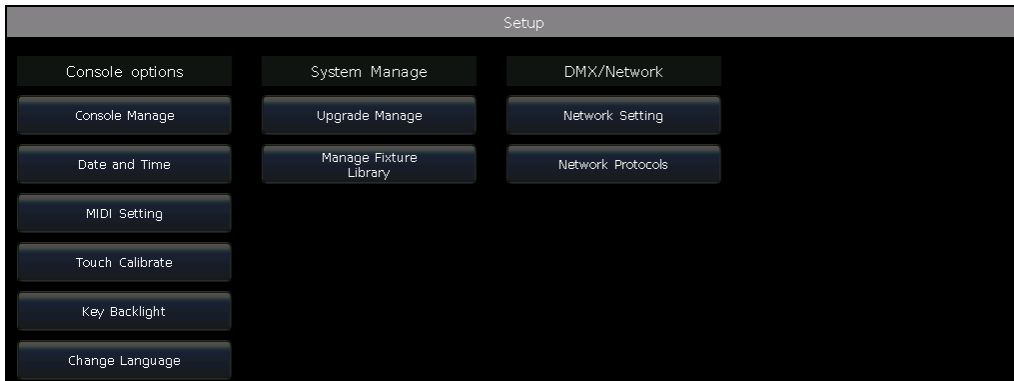 Setup
Console options
System Manage
DMX/Network
Console Manage
Upgrade Manage
Network Setting
Date and Time
Manage Fixture
Library
Network Protocols
MIDI Setting
Touch Calibrate
Key Backlight
Change Language